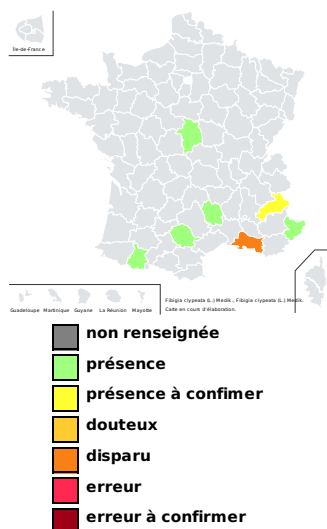 Île-de-France
Fibigia clypeata (L.) Medik., Fibigia clypeata (L.) Medik.
Carte en cours d'élaboration.
Guadeloupe Martinique Guyane La Réunion Mayotte
non renseignée
présence
présence à confimer
douteux
disparu
erreur
erreur à confirmer